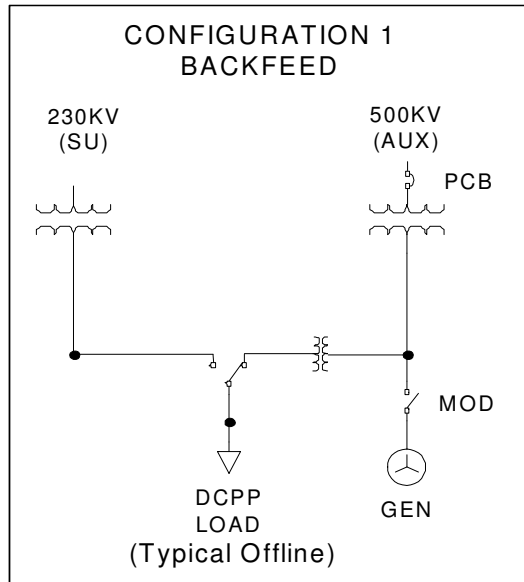 CONFIGURATION 1
BACKFEED
230KV
(SU)
500KV
(AUX)
PCB
MOD
GEN
DCPP
LOAD
(Typical Offline)